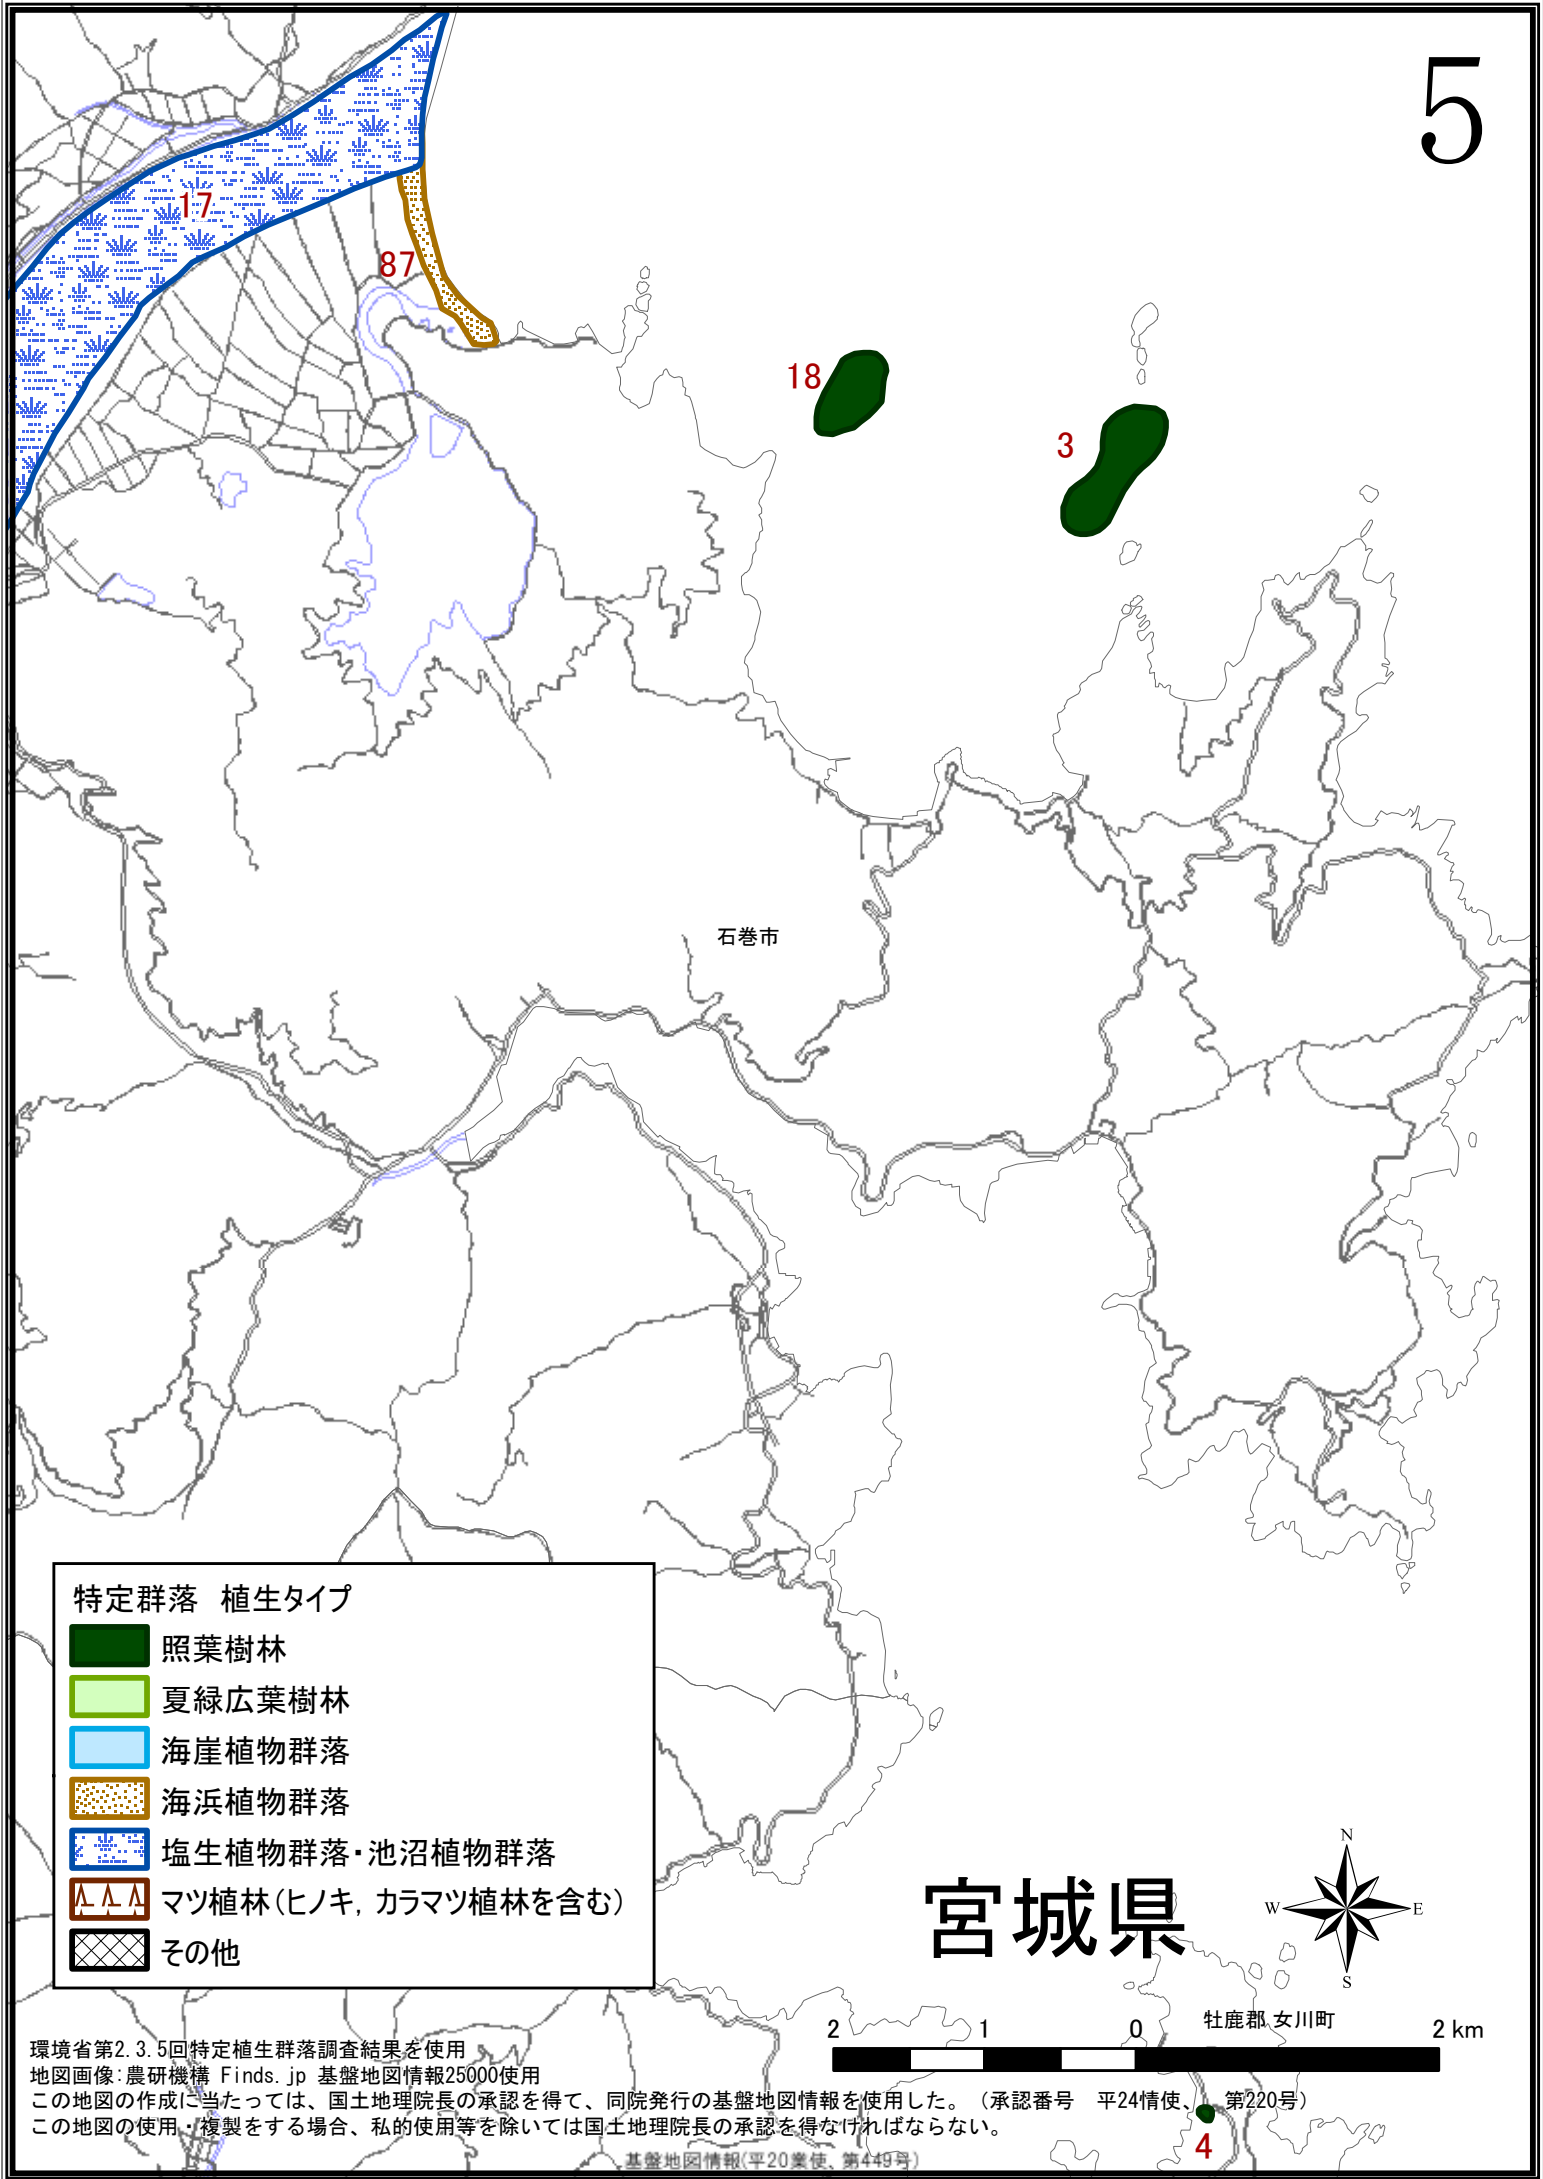 5
17
87
18
3
石巻市
特定群落　植生タイプ
照葉樹林
夏緑広葉樹林
海崖植物群落
海浜植物群落
塩生植物群落・池沼植物群落
マツ植林（ヒノキ，カラマツ植林を含む）
その他
宮城県
N
W E
S
牡鹿郡 女川町
2 1 0 2 km
環境省第2.3.5回特定植生群落調査結果を使用
地図画像：農研機構 Finds.jp 基盤地図情報25000使用
この地図の作成に当たっては、国土地理院長の承認を得て、同院発行の基盤地図情報を使用した。（承認番号　平24情使、　第220号）
この地図の使用・複製をする場合、私的使用等を除いては国土地理院長の承認を得なければならない。
4
基盤地図情報(平20業使、第449号)